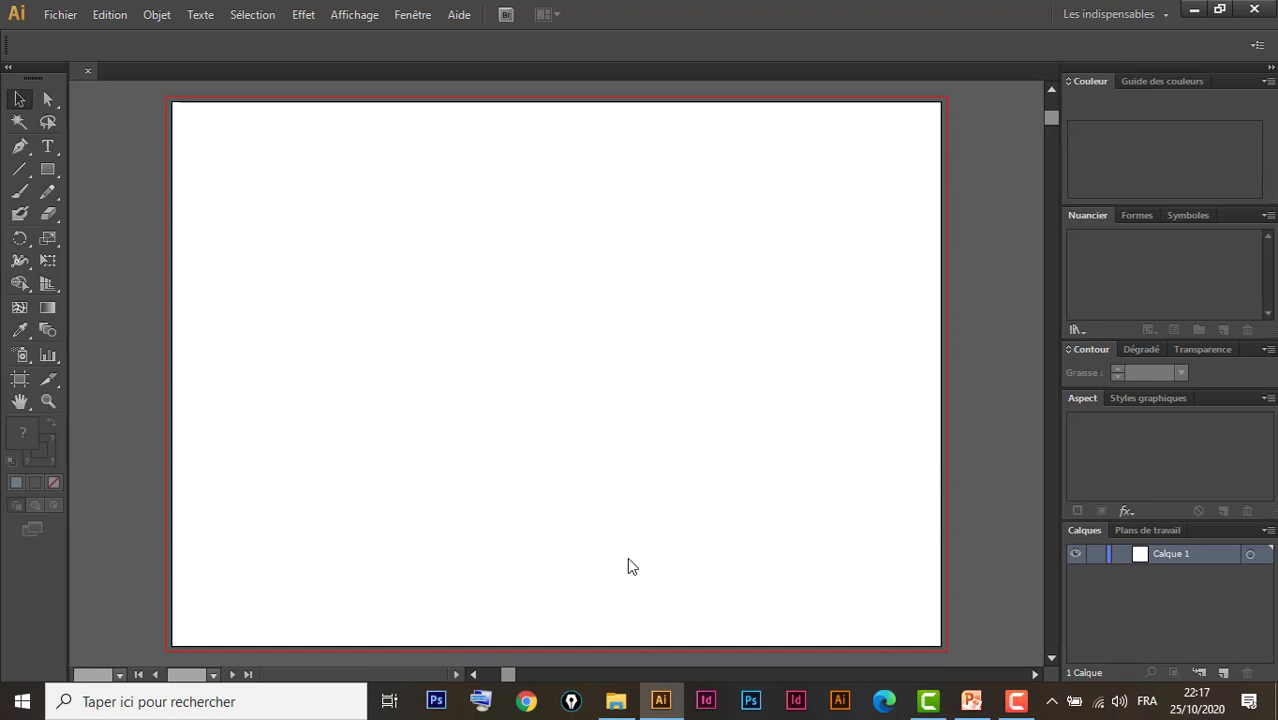 Ai Fichier Edition Objet Texte Sélection Effet Affichage Fenêtre Aide Br Les indispensables
Couleur Guide des couleurs
Nuancier Formes Symboles
Contour Dégradé Transparence
Graisse :
Aspect Styles graphiques
fx
Calques Plans de travail
Calque 1
1 Calque
?
? ?
T
Taper ici pour rechercher Ps Ai Id Ps Id Ai FRA 22:17
25/10/2020